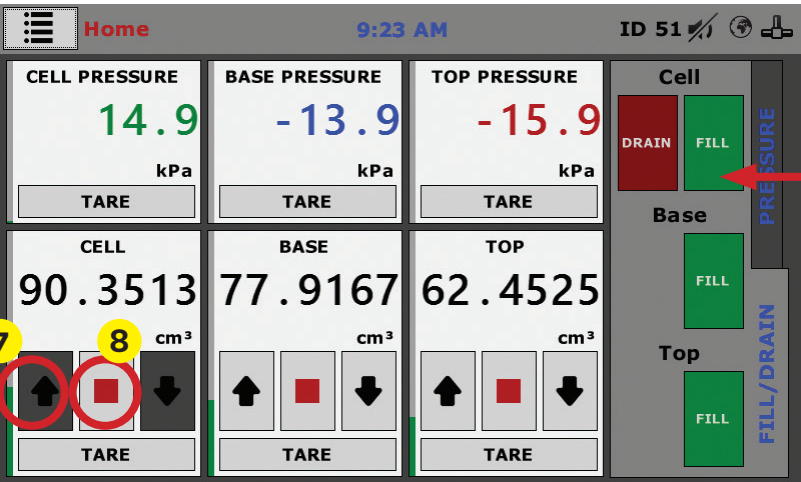 Home
9:23 AM
ID 51
CELL PRESSURE
14.9
kPa
TARE
BASE PRESSURE
-13.9
kPa
TARE
TOP PRESSURE
-15.9
kPa
TARE
CELL
90.3513
cm³
7
8
TARE
BASE
77.9167
cm³
TARE
TOP
62.4525
cm³
TARE
Cell
DRAIN
FILL
Base
FILL
Top
FILL
PRESSURE
FILL/DRAIN